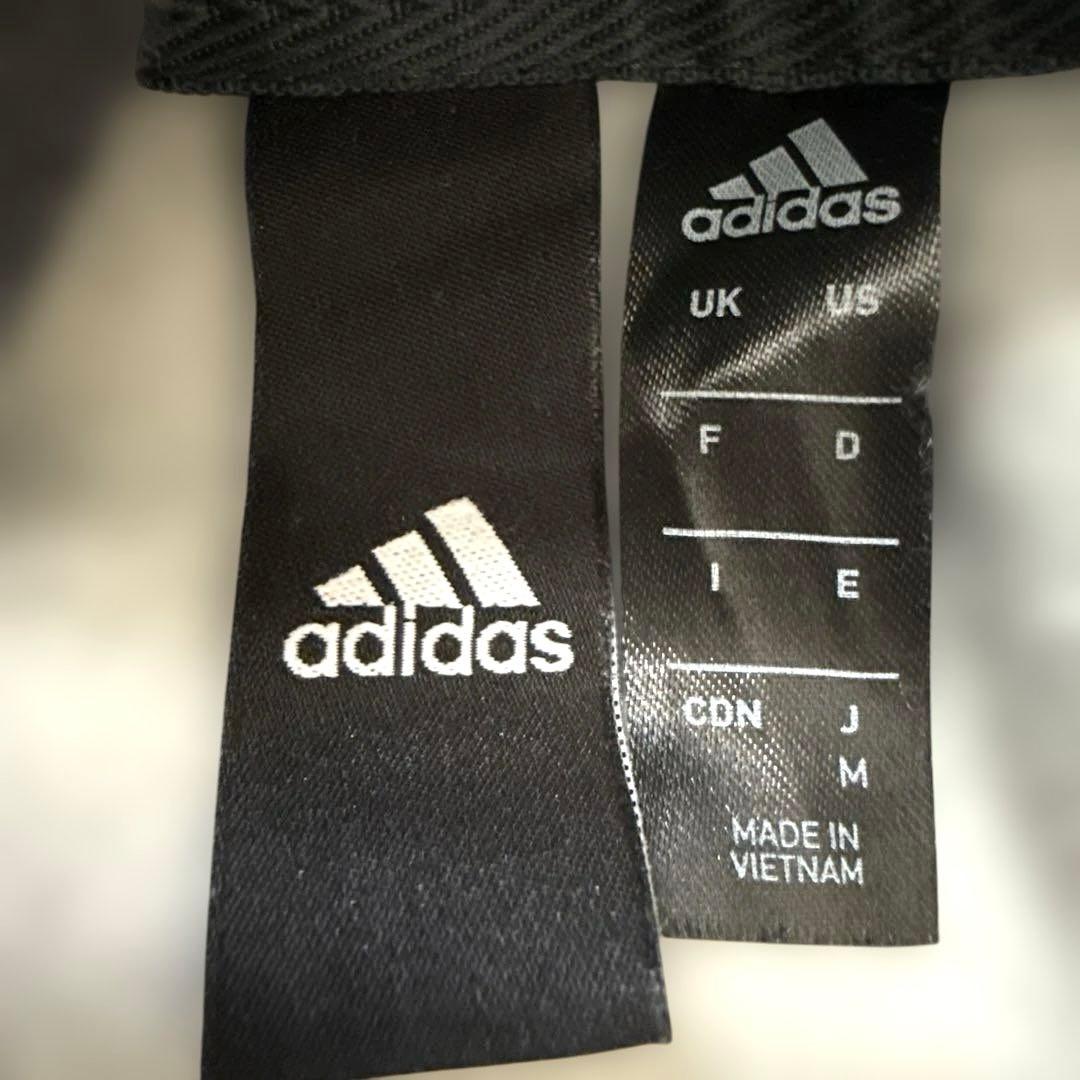 adidas
adidas
UK US
F D
I E
CDN J
M
MADE IN
VIETNAM